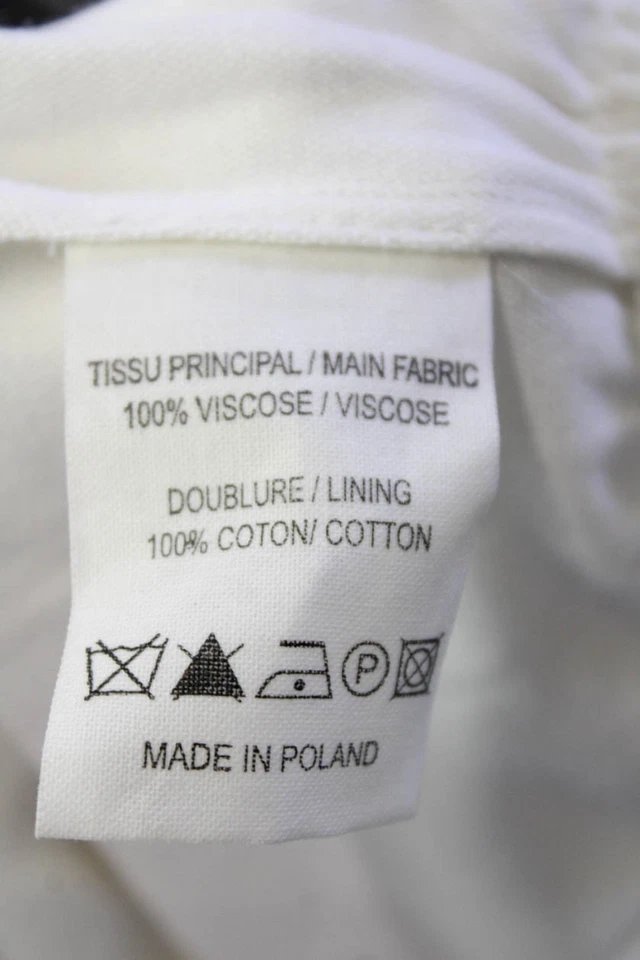 TISSU PRINCIPAL / MAIN FABRIC
100% VISCOSE / VISCOSE
DOUBLURE / LINING
100% COTON/ COTTON
P
MADE IN POLAND